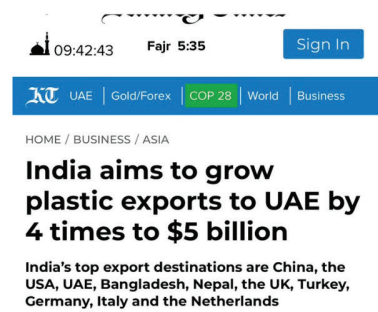 09:42:43 Fajr 5:35 Sign In
KT UAE Gold/Forex COP 28 World Business
HOME / BUSINESS / ASIA
India aims to grow
plastic exports to UAE by
4 times to $5 billion
India's top export destinations are China, the
USA, UAE, Bangladesh, Nepal, the UK, Turkey,
Germany, Italy and the Netherlands